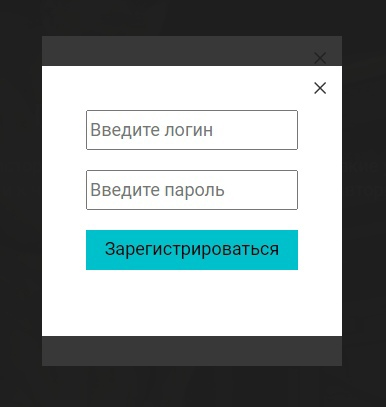 Введите логин
Введите пароль
Зарегистрироваться